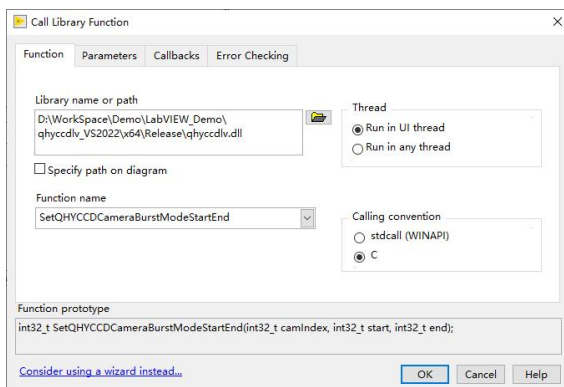 Call Library Function
Function
Parameters
Callbacks
Error Checking
Library name or path
D:\WorkSpace\Demo\LabVIEW_Demo\
qhyccdlv_VS2022\x64\Release\qhyccdlv.dll
Specify path on diagram
Function name
SetQHYCCDCameraBurstModeStartEnd
Thread
Run in UI thread
Run in any thread
Calling convention
stdcall (WINAPI)
C
Function prototype
int32_t SetQHYCCDCameraBurstModeStartEnd(int32_t camIndex, int32_t start, int32_t end);
Consider using a wizard instead...
OK
Cancel
Help